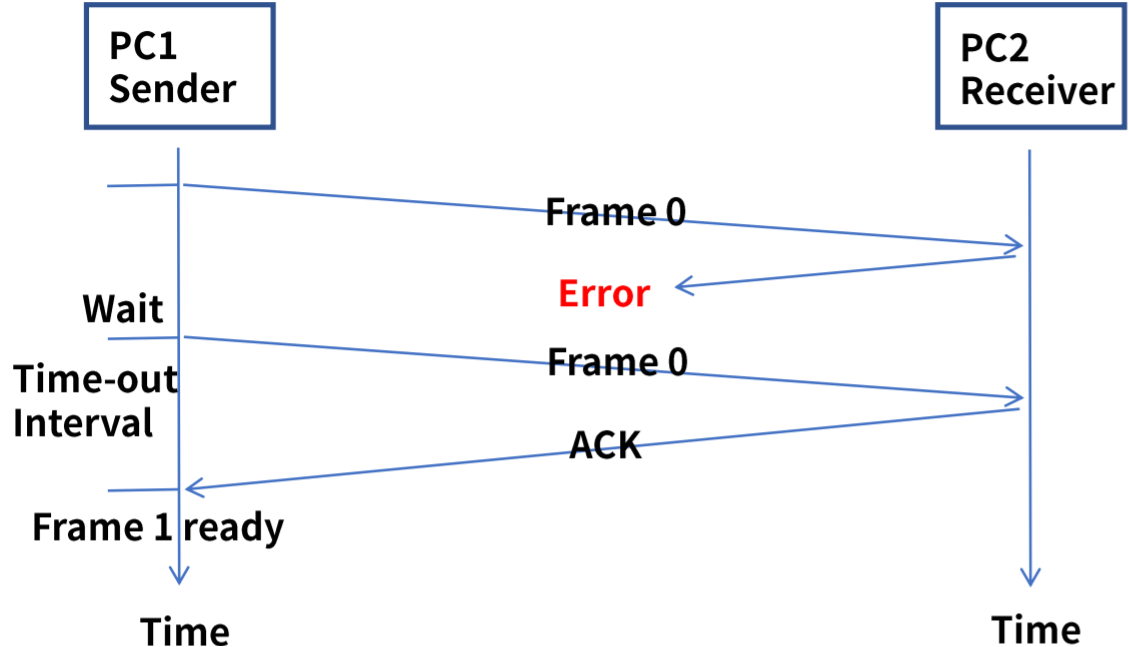 PC1
Sender
PC2
Receiver
Frame 0
Error
Wait
Frame 0
Time-out
Interval
ACK
Frame 1 ready
Time
Time